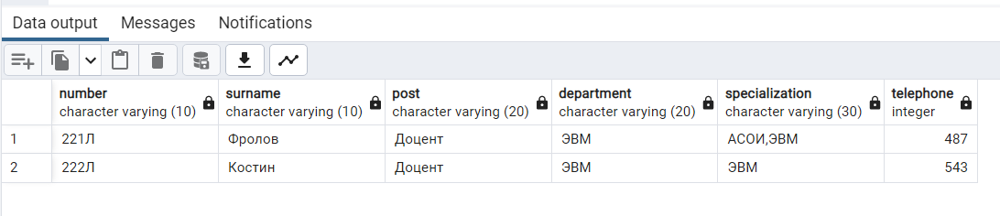 Data output Messages Notifications
number surname post department specialization telephone
character varying (10) character varying (10) character varying (20) character varying (20) character varying (30) integer
1 221Л Фролов Доцент ЭВМ АСОИ,ЭВМ 487
2 222Л Костин Доцент ЭВМ ЭВМ 543